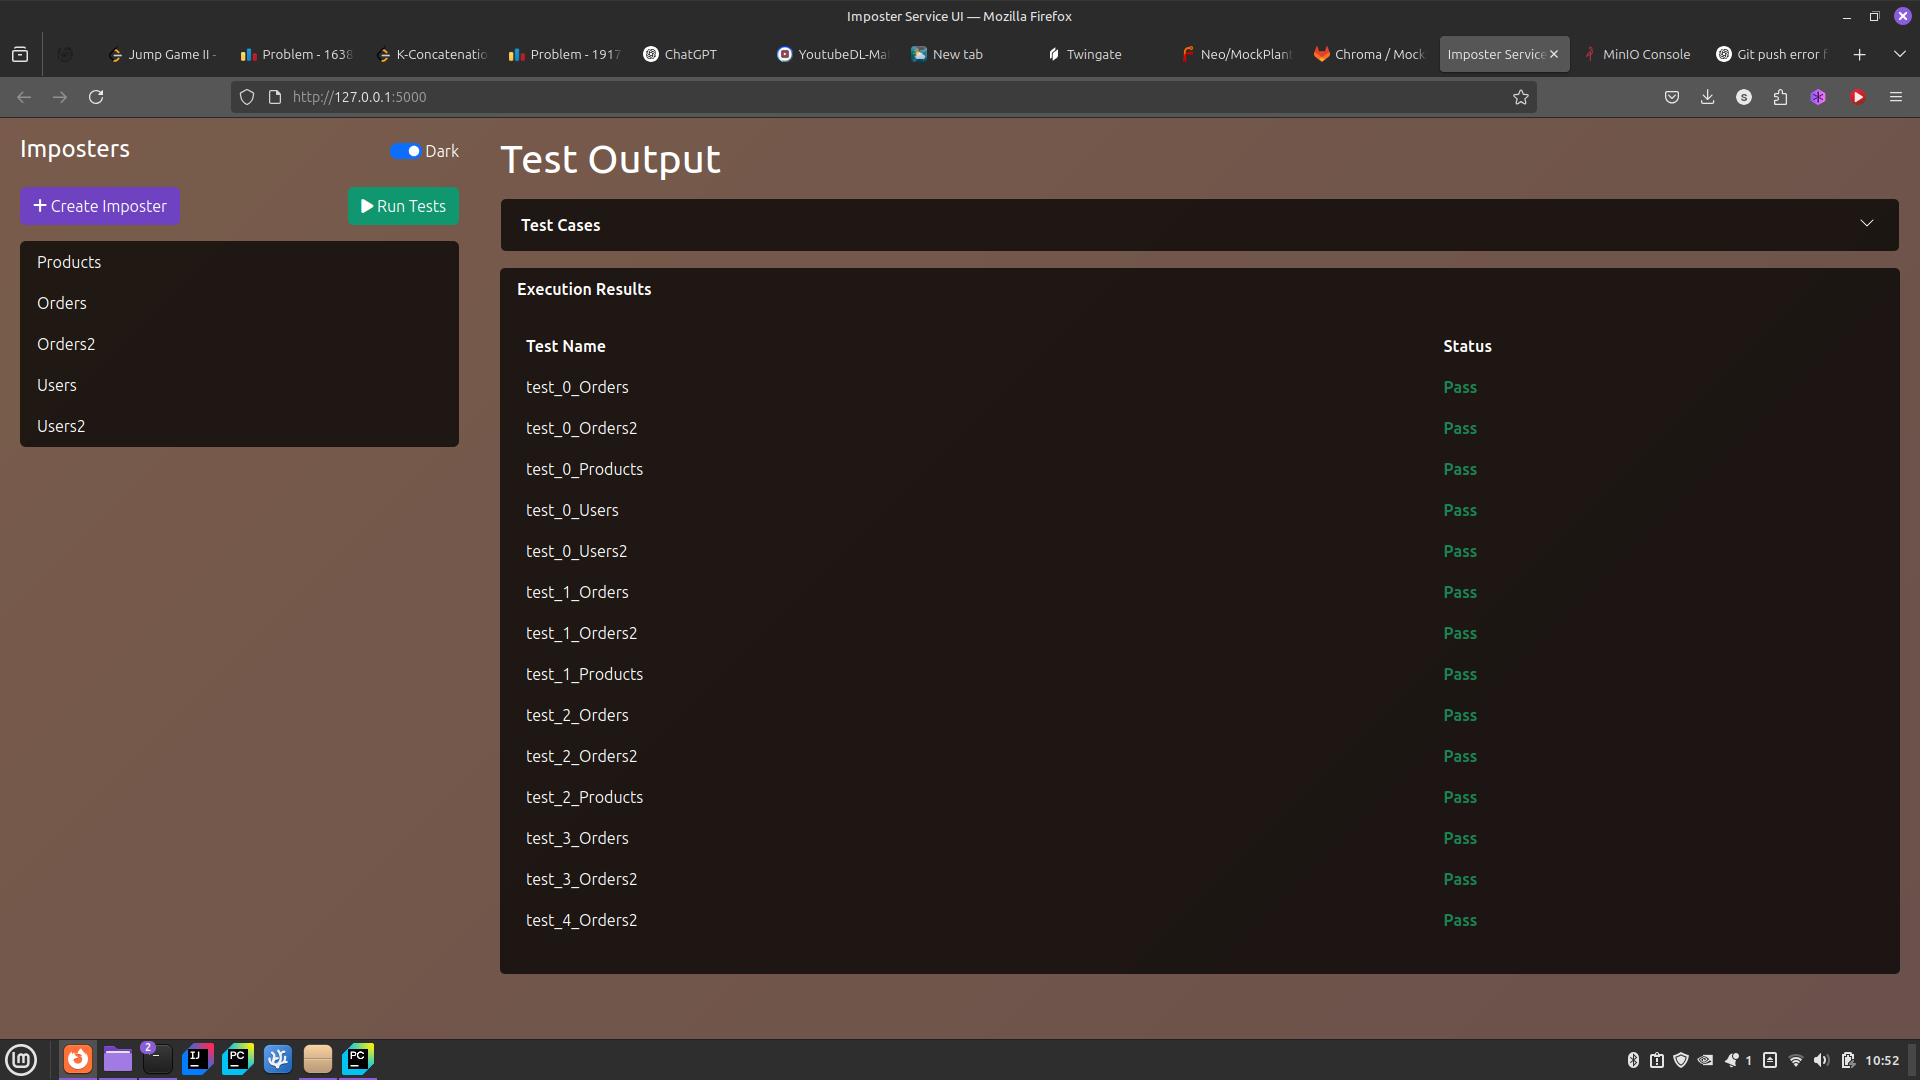 Imposter Service UI — Mozilla Firefox
Jump Game II -
Problem - 1638
K-Concatenatio
Problem - 1917
ChatGPT
YoutubeDL-Ma
New tab
Twingate
Neo/MockPlant
Chroma / Mock
Imposter Service
MinIO Console
Git push error f
http://127.0.0.1:5000
S
Imposters
Dark
Create Imposter
Run Tests
Products
Orders
Orders2
Users
Users2
Test Output
Test Cases
Execution Results
Test Name Status
test_0_Orders Pass
test_0_Orders2 Pass
test_0_Products Pass
test_0_Users Pass
test_0_Users2 Pass
test_1_Orders Pass
test_1_Orders2 Pass
test_1_Products Pass
test_2_Orders Pass
test_2_Orders2 Pass
test_2_Products Pass
test_3_Orders Pass
test_3_Orders2 Pass
test_4_Orders2 Pass
2
IJ
PC
PC
1
10:52